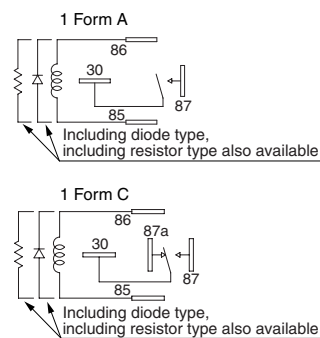 1 Form A
86
30
85
87
Including diode type,
including resistor type also available
1 Form C
86
87a
30
85
87
Including diode type,
including resistor type also available